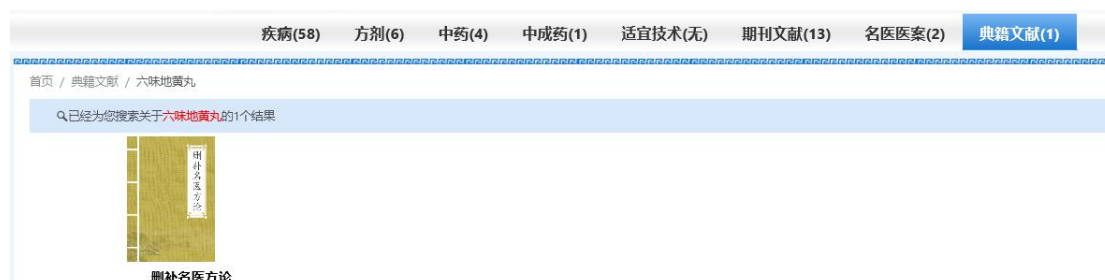 疾病(58) 方剂(6) 中药(4) 中成药(1) 适宜技术(无) 期刊文献(13) 名医医案(2) 典籍文献(1)
首页 / 典籍文献 / 六味地黄丸
已经为您搜索关于六味地黄丸的1个结果
删补名医方论
删补名医方论